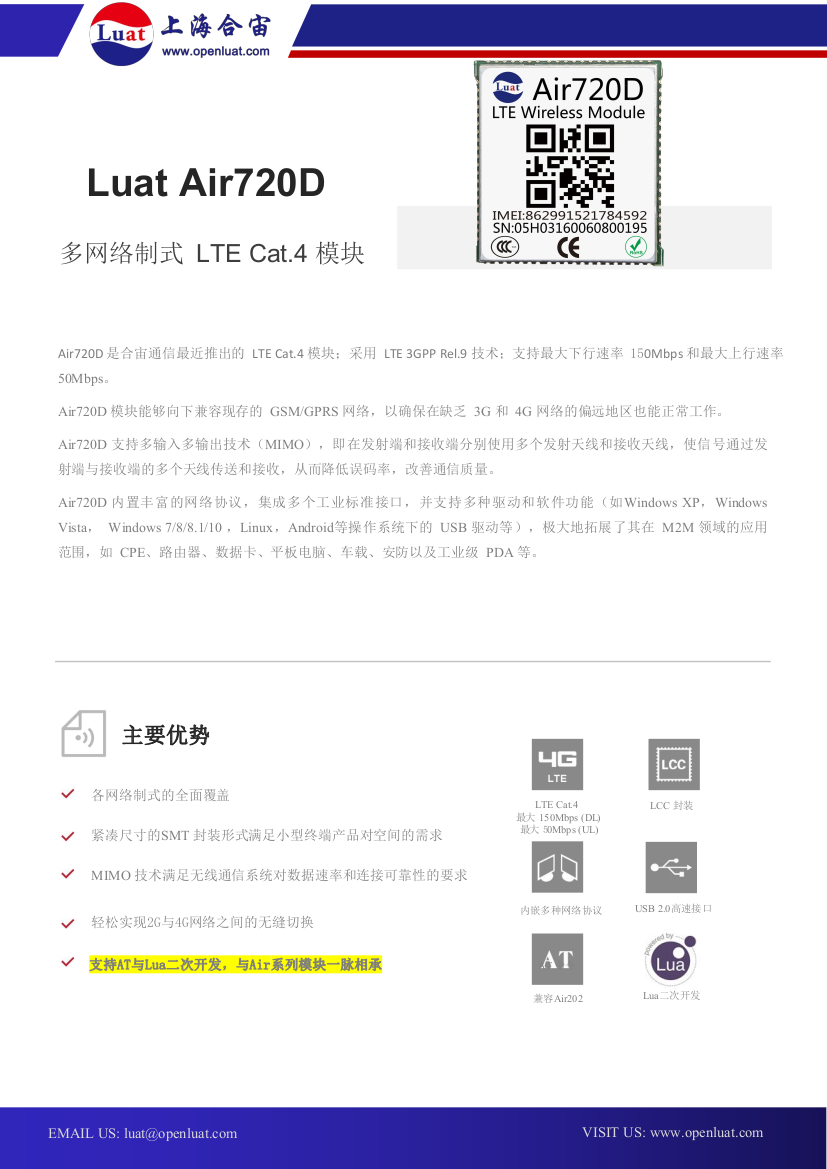 Luat 上海合宙
www.openluat.com
Luat Air720D
LTE Wireless Module
IMEI:862991521784592
SN:05H03160060800195
CCC CE RoHS
Luat Air720D
多网络制式 LTE Cat.4 模块
Air720D 是合宙通信最近推出的 LTE Cat.4 模块；采用 LTE 3GPP Rel.9 技术；支持最大下行速率 150Mbps 和最大上行速率
50Mbps。
Air720D 模块能够向下兼容现存的 GSM/GPRS 网络，以确保在缺乏 3G 和 4G 网络的偏远地区也能正常工作。
Air720D 支持多输入多输出技术（MIMO），即在发射端和接收端分别使用多个发射天线和接收天线，使信号通过发
射端与接收端的多个天线传送和接收，从而降低误码率，改善通信质量。
Air720D 内置丰富的网络协议，集成多个工业标准接口，并支持多种驱动和软件功能（如Windows XP，Windows
Vista， Windows 7/8/8.1/10 ，Linux，Android等操作系统下的 USB 驱动等），极大地拓展了其在 M2M 领域的应用
范围，如 CPE、路由器、数据卡、平板电脑、车载、安防以及工业级 PDA 等。
主要优势
各网络制式的全面覆盖
紧凑尺寸的SMT 封装形式满足小型终端产品对空间的需求
MIMO 技术满足无线通信系统对数据速率和连接可靠性的要求
轻松实现2G与4G网络之间的无缝切换
支持AT与Lua二次开发，与Air系列模块一脉相承
4G
LTE
LTE Cat.4
最大 150Mbps (DL)
最大 50Mbps (UL)
LCC
LCC 封装
内嵌多种网络协议
USB 2.0高速接口
AT
兼容Air202
powered by
Lua
Lua二次开发
EMAIL US: luat@openluat.com
VISIT US: www.openluat.com